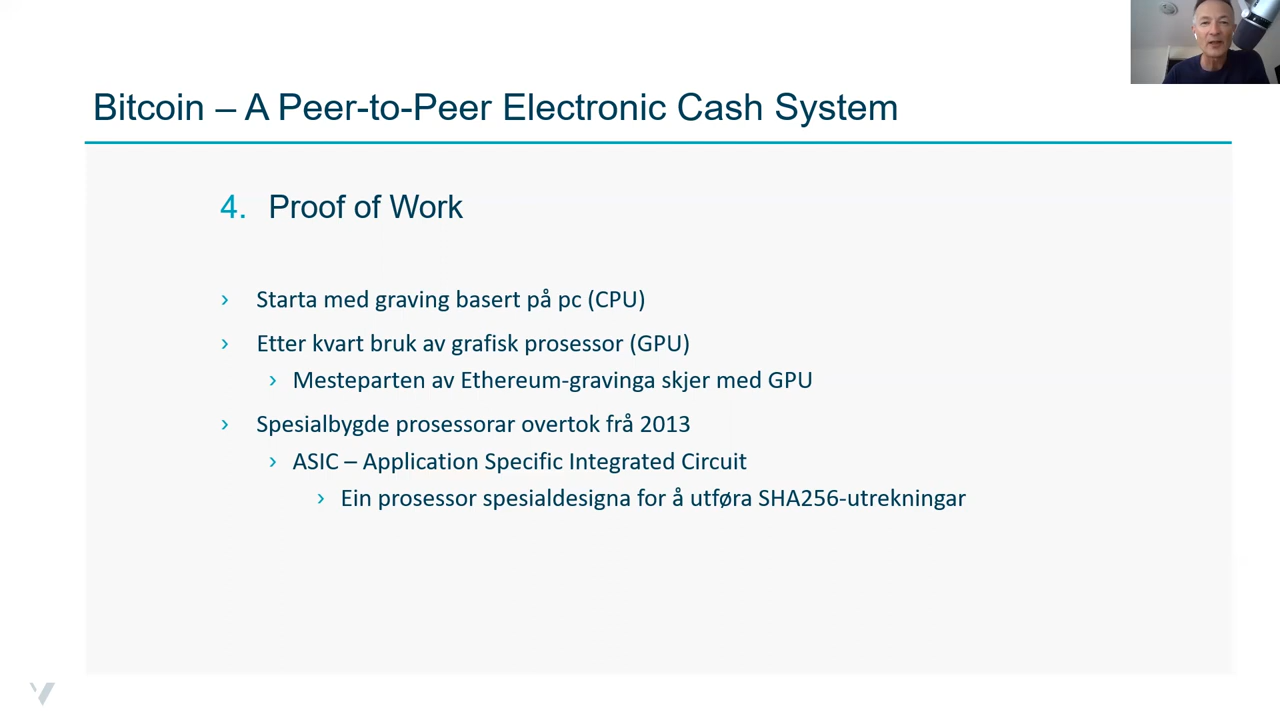 Bitcoin – A Peer-to-Peer Electronic Cash System
4. Proof of Work
› Starta med graving basert på pc (CPU)
› Etter kvart bruk av grafisk prosessor (GPU)
› Mesteparten av Ethereum-gravinga skjer med GPU
› Spesialbygde prosessorar overtok frå 2013
› ASIC – Application Specific Integrated Circuit
› Ein prosessor spesialdesigna for å utføra SHA256-utrekningar